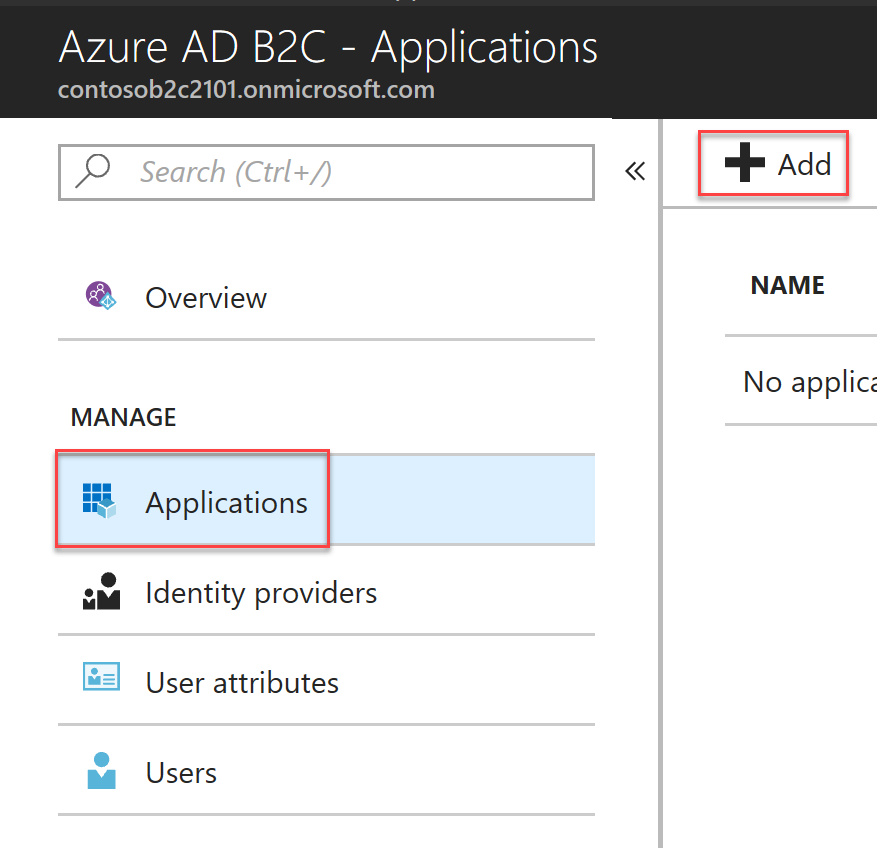 Azure AD B2C - Applications
contosob2c2101.onmicrosoft.com
Search (Ctrl+/)
Add
Overview
NAME
No applica
MANAGE
Applications
Identity providers
User attributes
Users